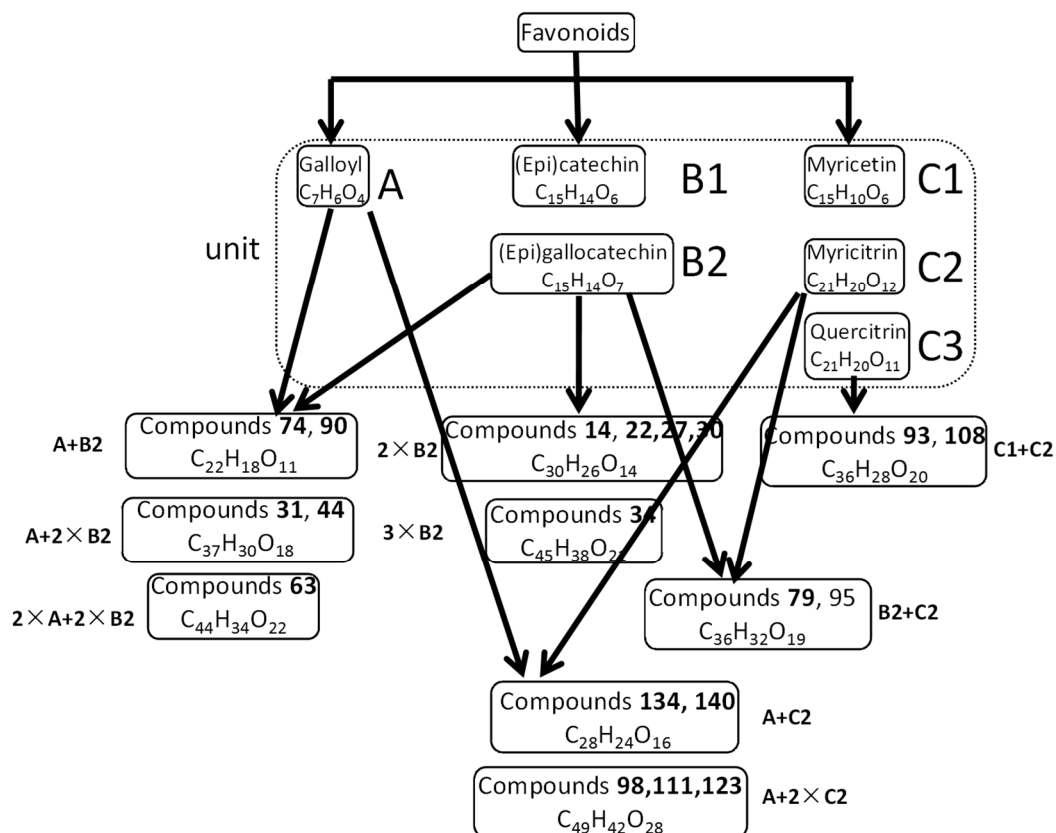 Favonoids
Galloyl
C₇H₆O₄
A
(Epi)catechin
C₁₅H₁₄O₆
B1
Myricetin
C₁₅H₁₀O₆
C1
unit
(Epi)gallocatechin
C₁₅H₁₄O₇
B2
Myricitrin
C₂₁H₂₀O₁₂
C2
Quercitrin
C₂₁H₂₀O₁₁
C3
A+B2
Compounds 74, 90
C₂₂H₁₈O₁₁
2×B2
Compounds 14, 22,27,30
C₃₀H₂₆O₁₄
Compounds 93, 108
C₃₆H₂₈O₂₀
C1+C2
A+2×B2
Compounds 31, 44
C₃₇H₃₀O₁₈
3×B2
Compounds 34
C₄₅H₃₈O₂₁
2×A+2×B2
Compounds 63
C₄₄H₃₄O₂₂
Compounds 79, 95
C₃₆H₃₂O₁₉
B2+C2
Compounds 134, 140
C₂₈H₂₄O₁₆
A+C2
Compounds 98,111,123
C₄₉H₄₂O₂₈
A+2×C2